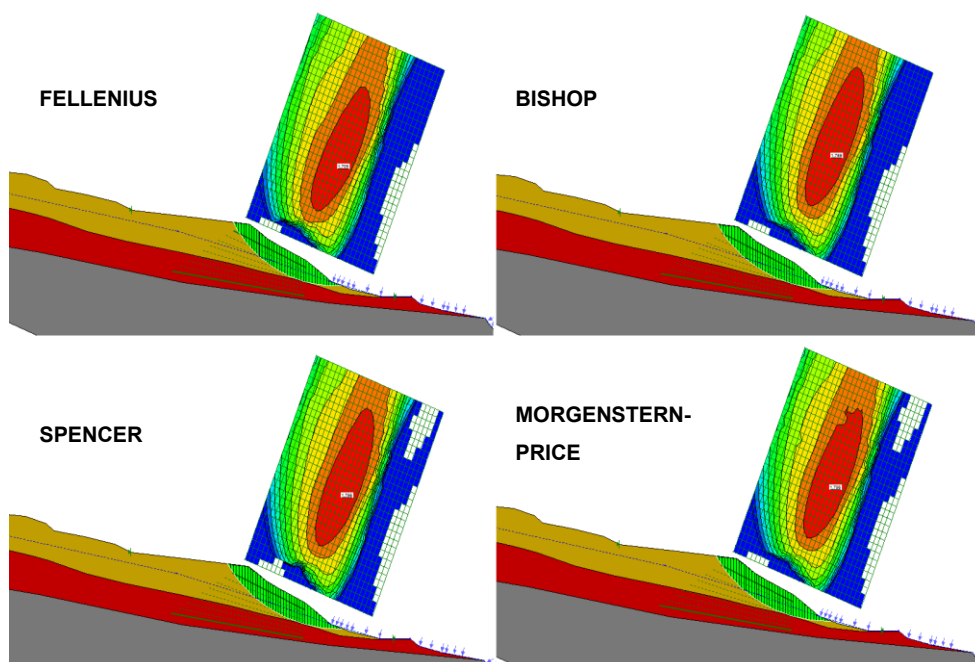 FELLENIUS
BISHOP
SPENCER
MORGENSTERN-
PRICE